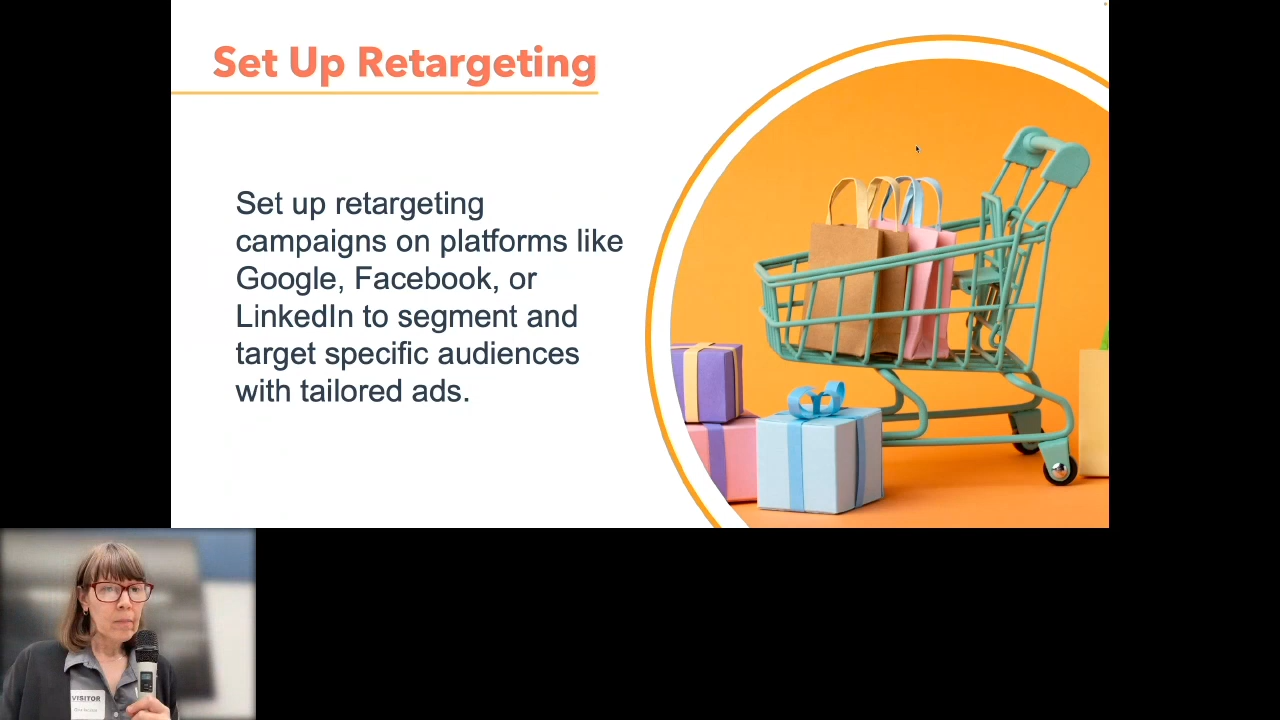 Set Up Retargeting
Set up retargeting
campaigns on platforms like
Google, Facebook, or
LinkedIn to segment and
target specific audiences
with tailored ads.
VISITOR